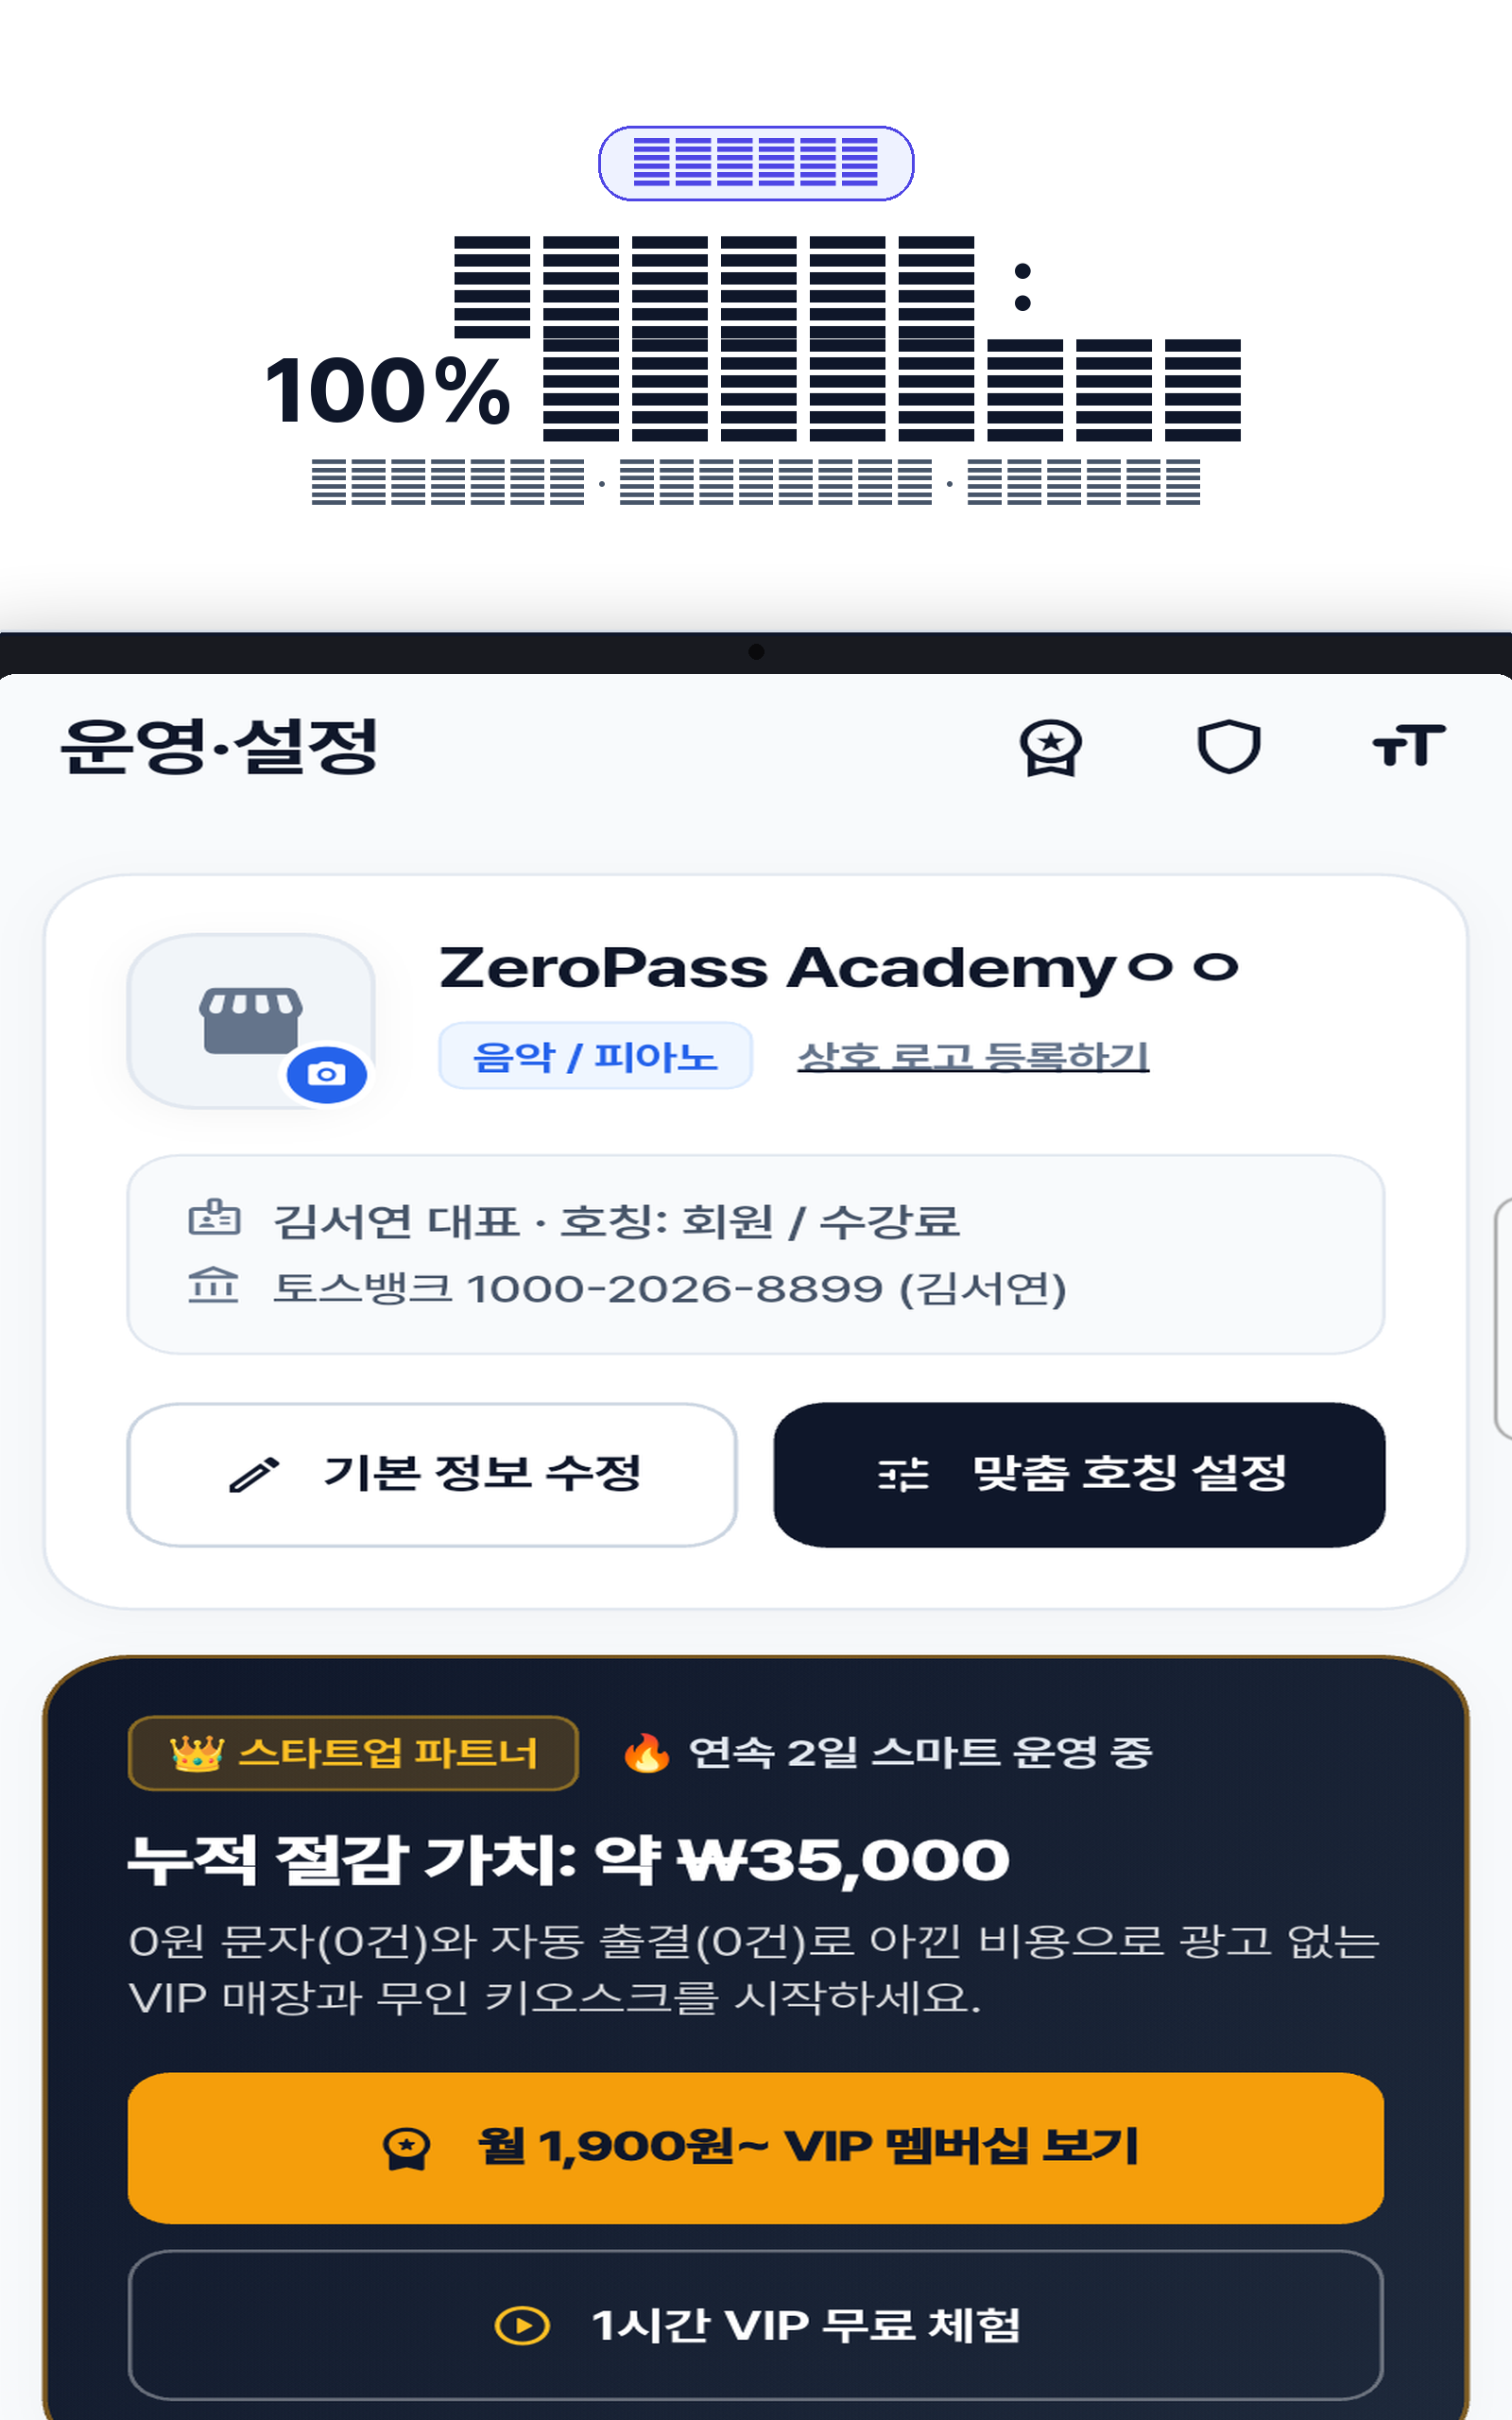 100%
운영·설정
ZeroPass Academyㅇㅇ
음악 / 피아노
상호 로고 등록하기
김서연 대표 · 호칭: 회원 / 수강료
토스뱅크 1000-2026-8899 (김서연)
기본 정보 수정
맞춤 호칭 설정
👑 스타트업 파트너
🔥 연속 2일 스마트 운영 중
누적 절감 가치: 약 ₩35,000
0원 문자(0건)와 자동 출결(0건)로 아낀 비용으로 광고 없는
VIP 매장과 무인 키오스크를 시작하세요.
월 1,900원~ VIP 멤버십 보기
1시간 VIP 무료 체험